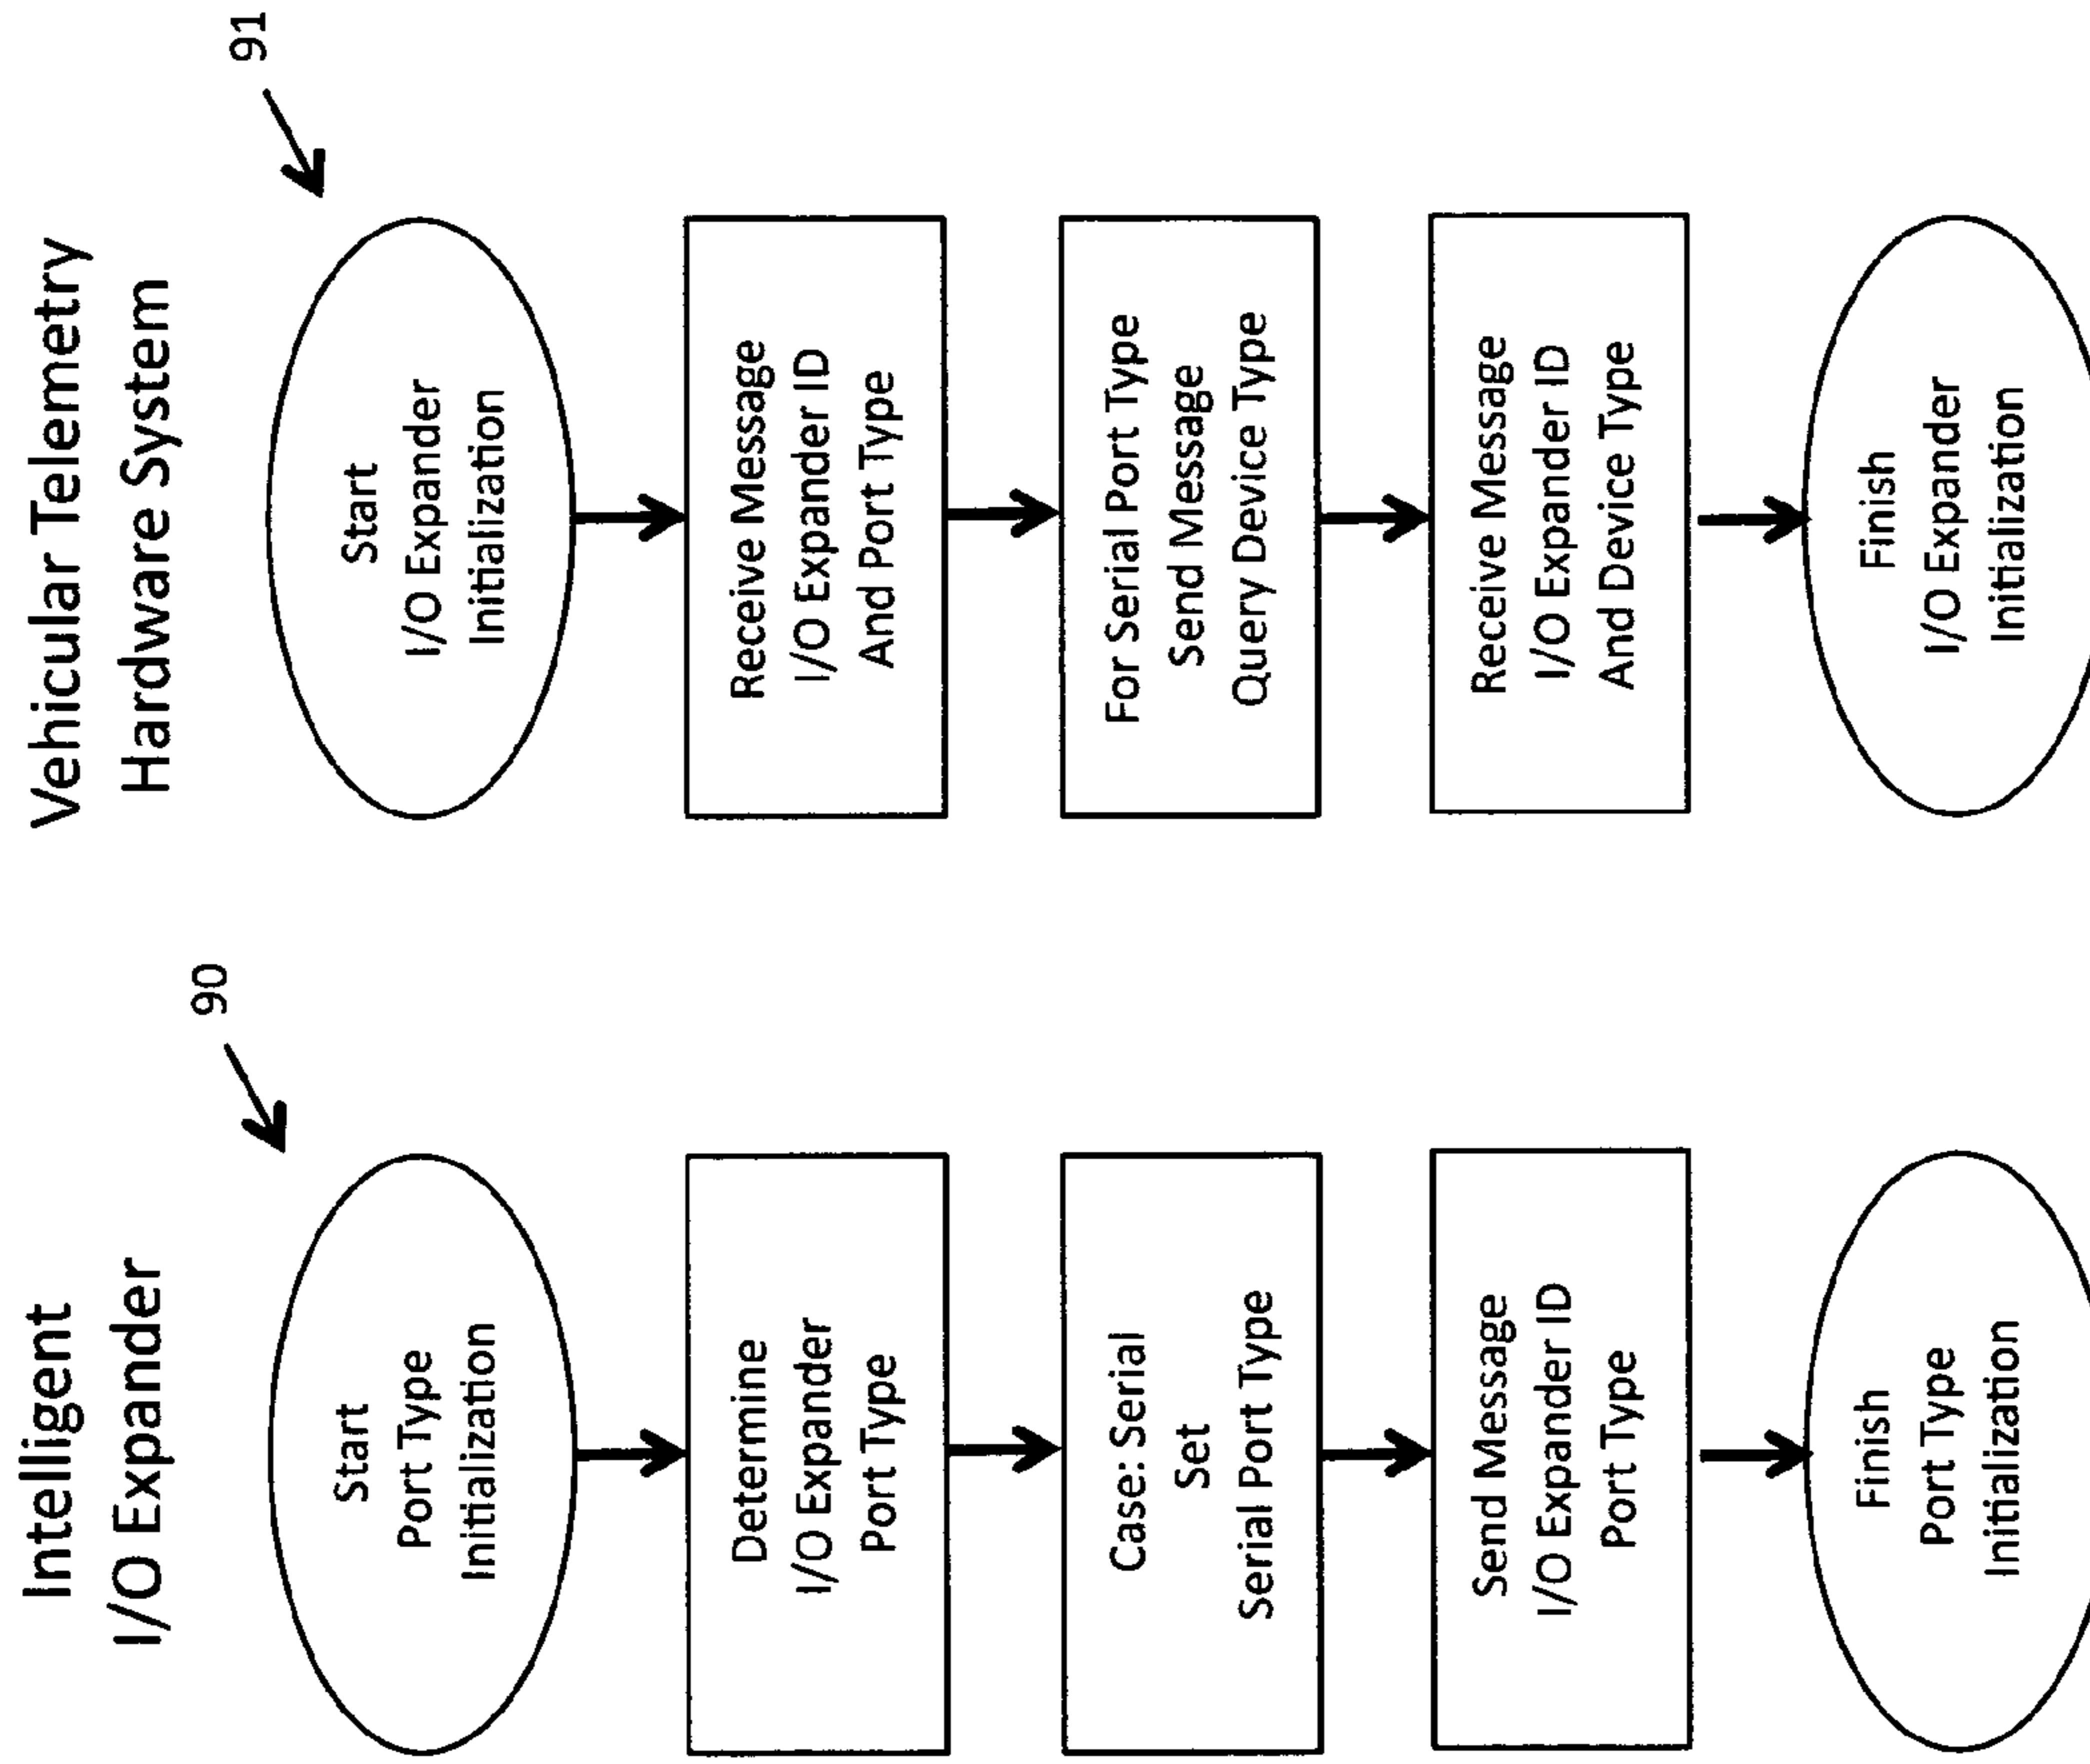 Intelligent
I/O Expander
90
Start
Port Type
Initialization
Determine
I/O Expander
Port Type
Case: Serial
Set
Serial Port Type
Send Message
I/O Expander ID
Port Type
Finish
Port Type
Initialization
Vehicular Telemetry
Hardware System
91
Start
I/O Expander
Initialization
Receive Message
I/O Expander ID
And Port Type
For Serial Port Type
Send Message
Query Device Type
Receive Message
I/O Expander ID
And Device Type
Finish
I/O Expander
Initialization